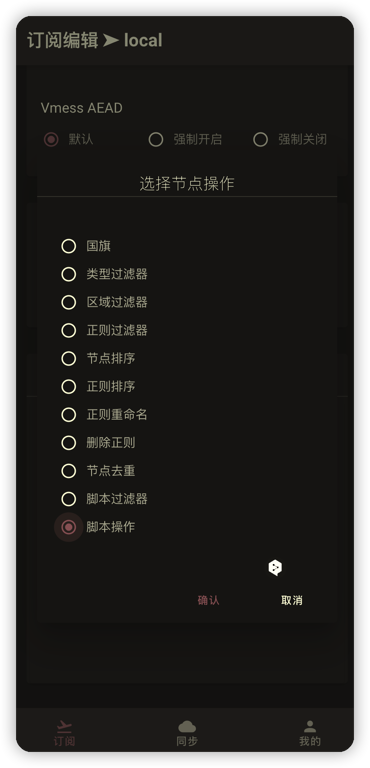 订阅编辑 ➤ local
Vmess AEAD
默认 强制开启 强制关闭
选择节点操作
国旗
类型过滤器
区域过滤器
正则过滤器
节点排序
正则排序
正则重命名
删除正则
节点去重
脚本过滤器
脚本操作
确认 取消
订阅 同步 我的